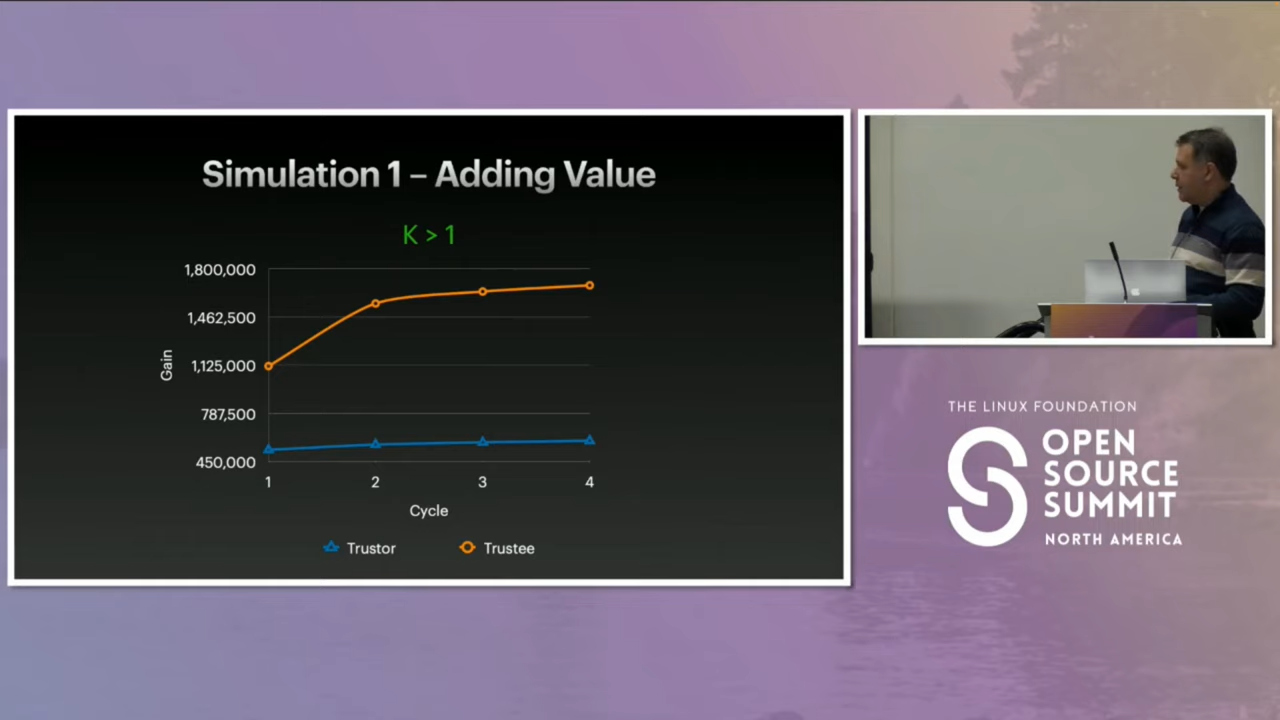 Simulation 1 – Adding Value
K > 1
1,800,000
1,462,500
1,125,000
787,500
450,000
Gain
1
2
3
4
Cycle
Trustor
Trustee
THE LINUX FOUNDATION
OPEN
SOURCE
SUMMIT
NORTH AMERICA